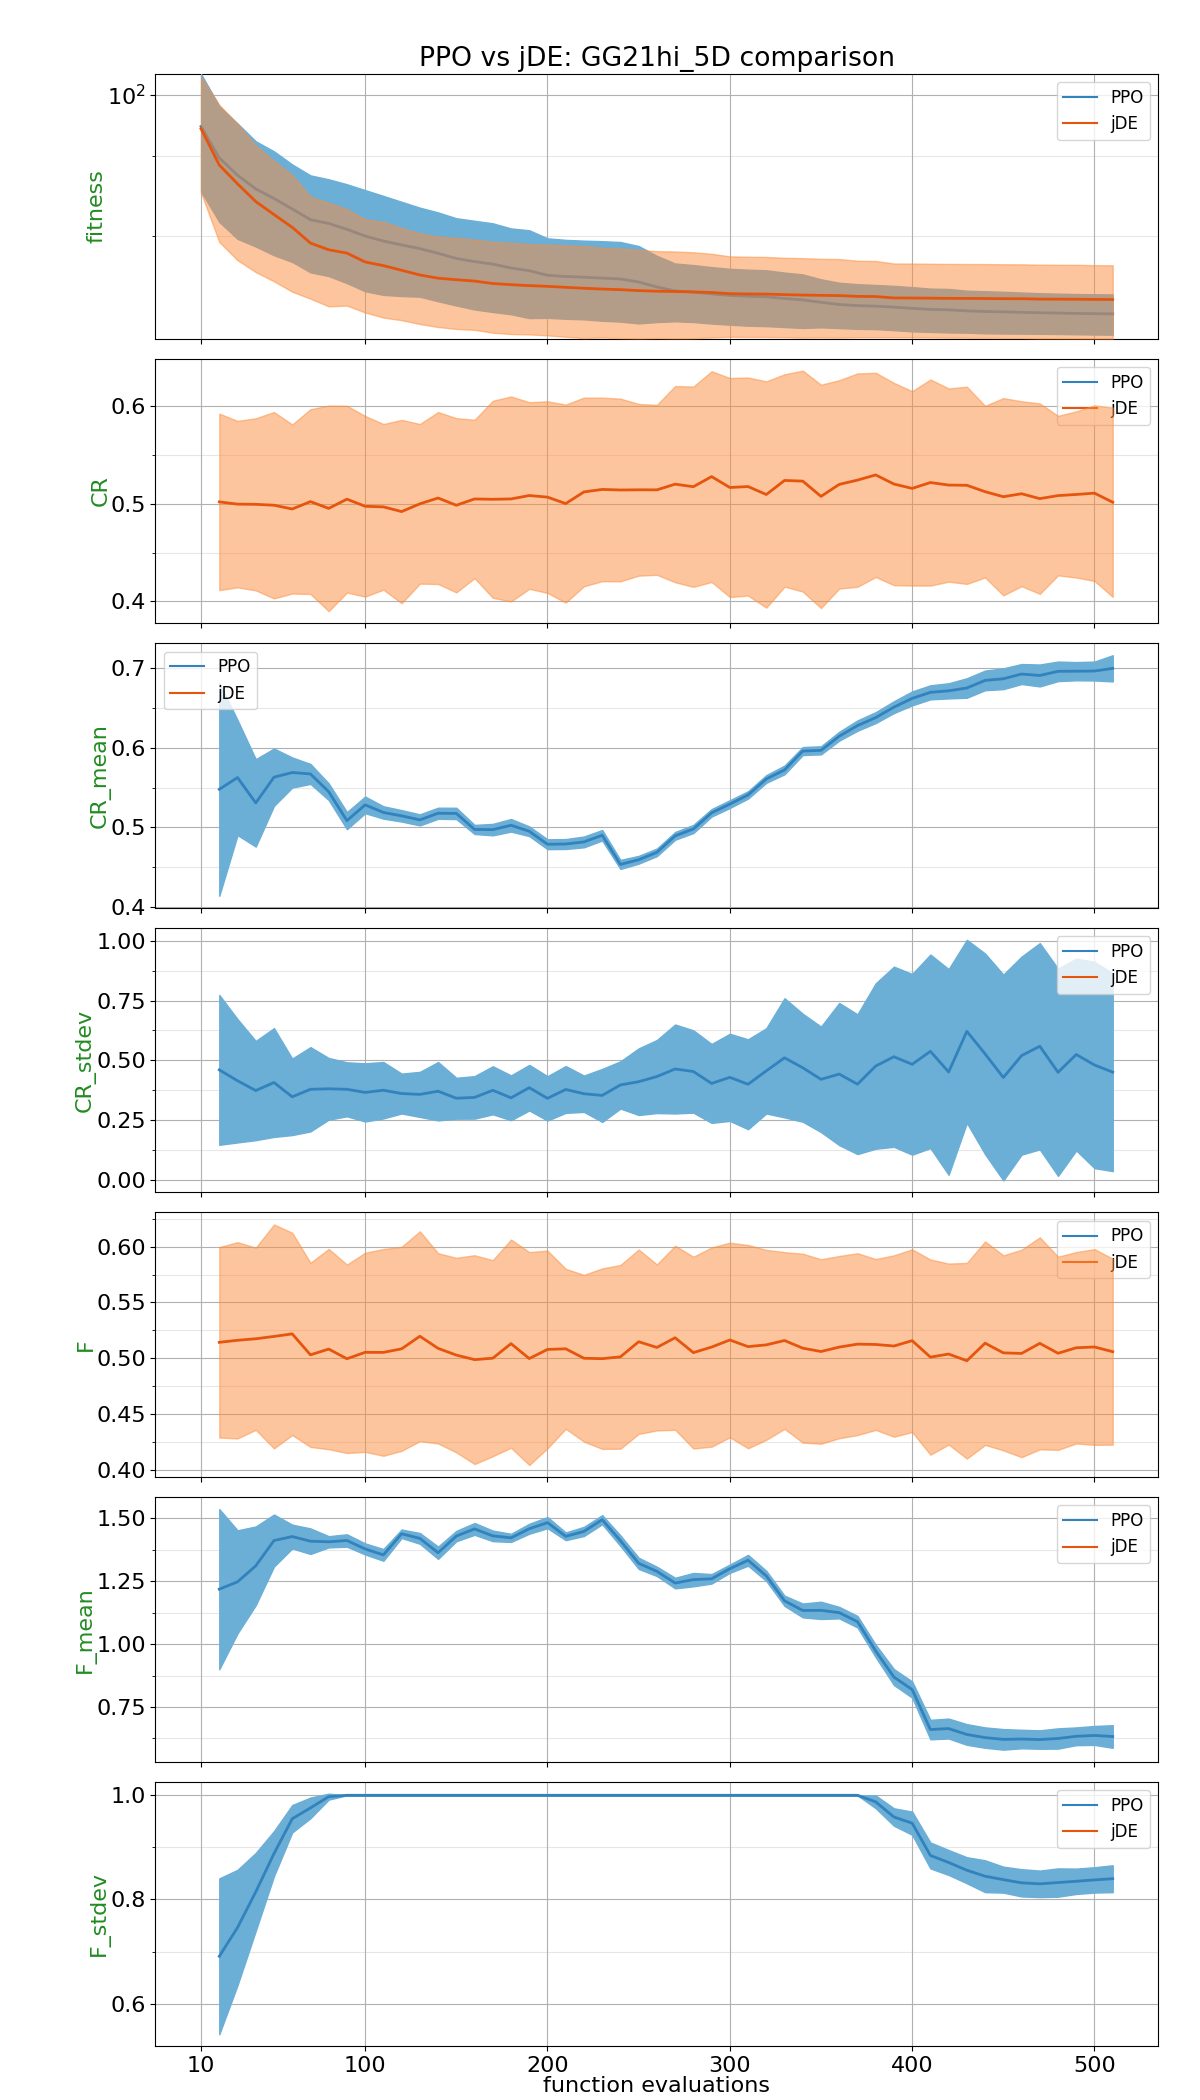 PPO vs jDE: GG21hi_5D comparison
10²
fitness
PPO
jDE
0.6
0.5
0.4
CR
PPO
jDE
0.7
0.6
0.5
0.4
CR_mean
PPO
jDE
1.00
0.75
0.50
0.25
0.00
CR_stdev
PPO
jDE
0.60
0.55
0.50
0.45
0.40
F
PPO
jDE
1.50
1.25
1.00
0.75
F_mean
PPO
jDE
1.0
0.8
0.6
F_stdev
PPO
jDE
10 100 200 300 400 500
function evaluations